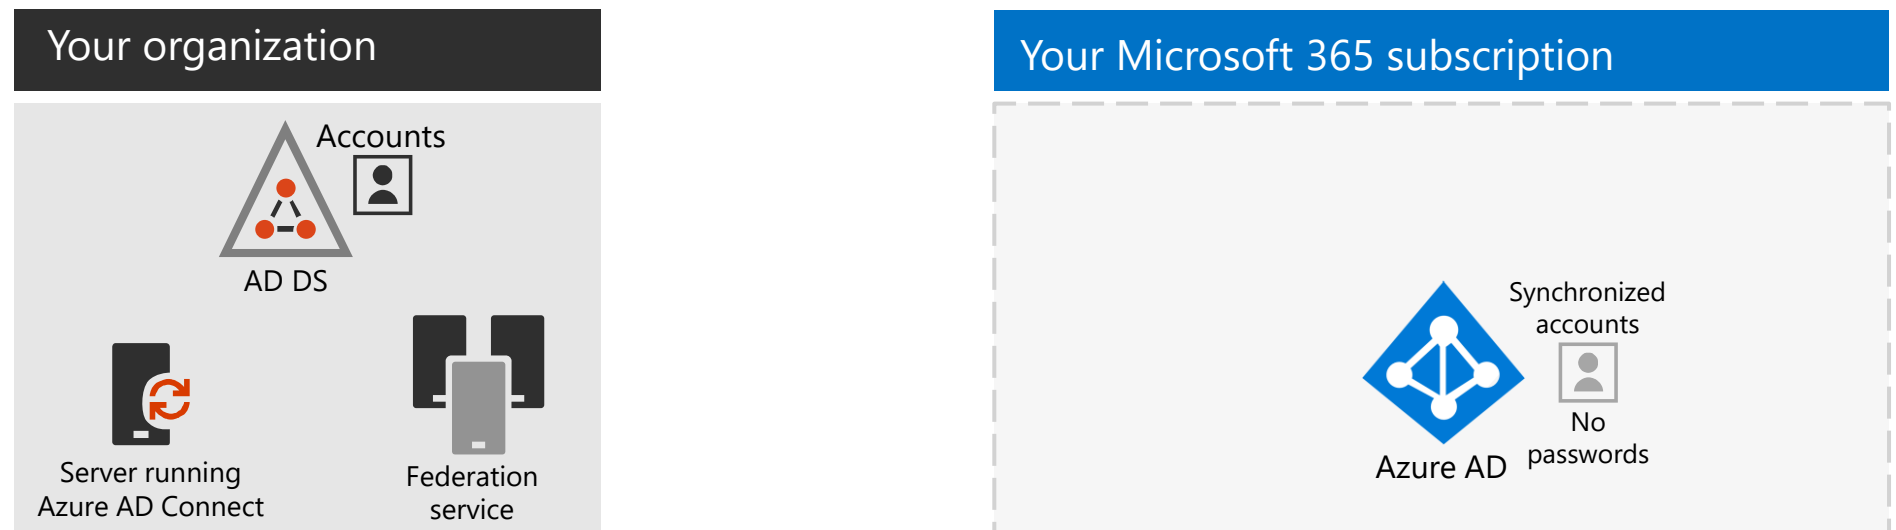 Your organization
Accounts
AD DS
Server running
Azure AD Connect
Federation
service
Your Microsoft 365 subscription
Synchronized
accounts
No
passwords
Azure AD